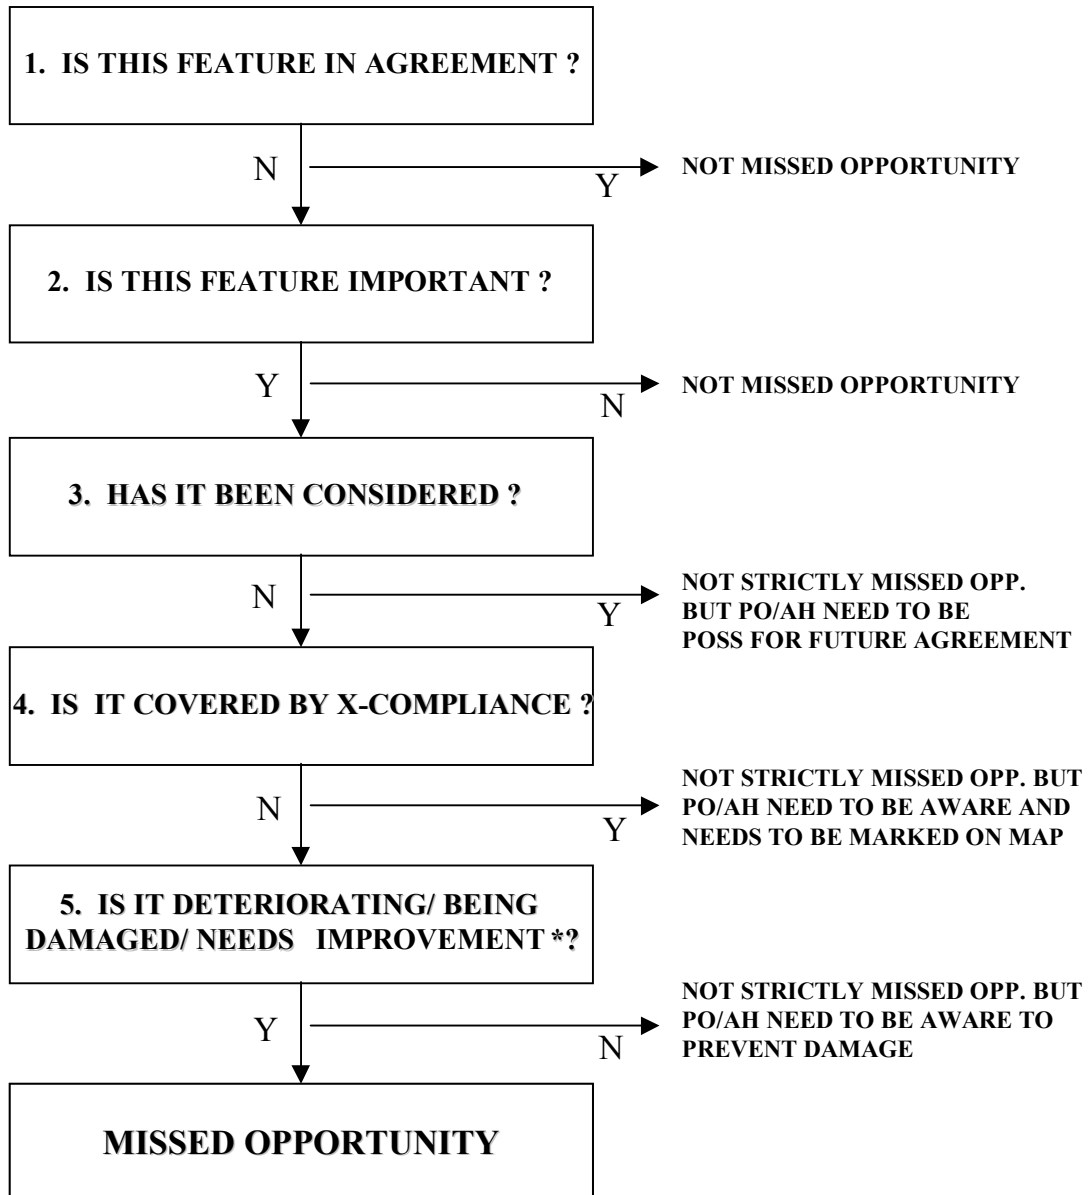 1. IS THIS FEATURE IN AGREEMENT ?
N
Y
NOT MISSED OPPORTUNITY
2. IS THIS FEATURE IMPORTANT ?
Y
N
NOT MISSED OPPORTUNITY
3. HAS IT BEEN CONSIDERED ?
N
Y
NOT STRICTLY MISSED OPP.
BUT PO/AH NEED TO BE
POSS FOR FUTURE AGREEMENT
4. IS IT COVERED BY X-COMPLIANCE ?
N
Y
NOT STRICTLY MISSED OPP. BUT
PO/AH NEED TO BE AWARE AND
NEEDS TO BE MARKED ON MAP
5. IS IT DETERIORATING/ BEING
DAMAGED/ NEEDS IMPROVEMENT *?
Y
N
NOT STRICTLY MISSED OPP. BUT
PO/AH NEED TO BE AWARE TO
PREVENT DAMAGE
MISSED OPPORTUNITY